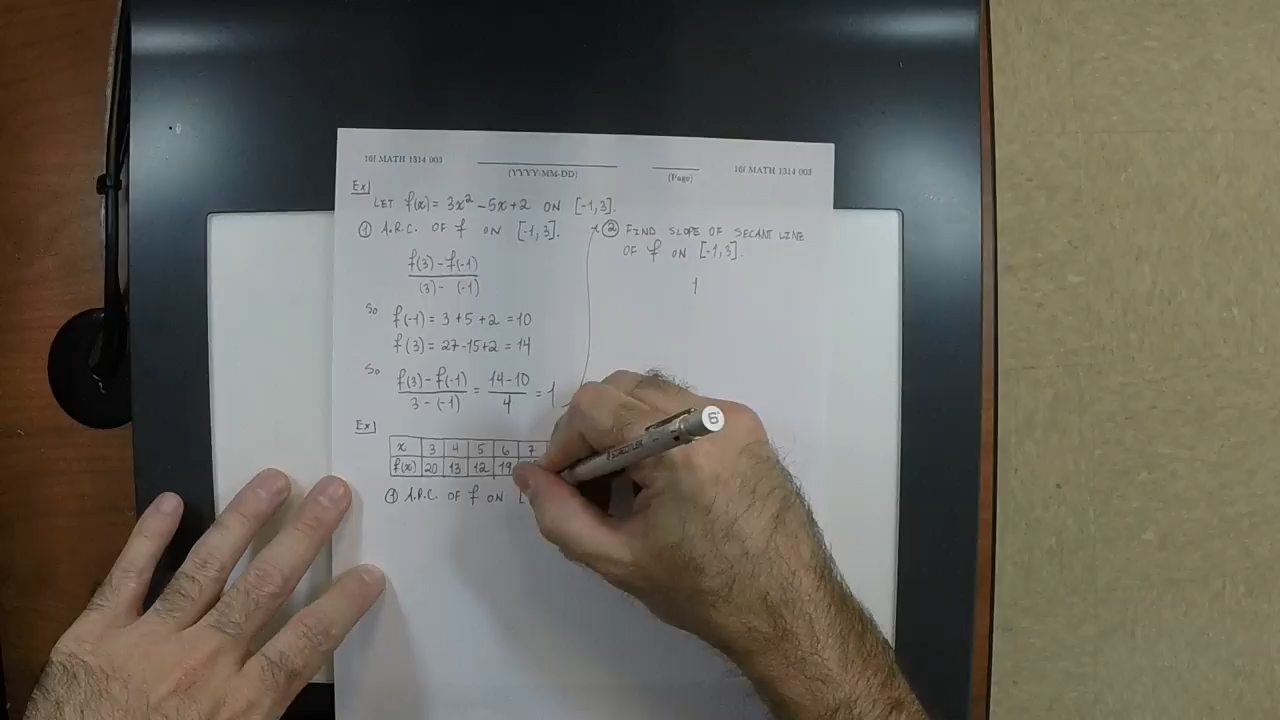 16f MATH 1314 003
(YYYY-MM-DD)
(Page)
16f MATH 1314 003
Ex)
LET f(x) = 3x² - 5x + 2 ON [-1,3].
① A.R.C. OF f ON [-1,3].
f(3) - f(-1)
(3) - (-1)
So
f(-1) = 3 + 5 + 2 = 10
f(3) = 27 - 15 + 2 = 14
So
f(3) - f(-1) / 3 - (-1) = 14 - 10 / 4 = 1
② FIND SLOPE OF SECANT LINE
OF f ON [-1,3].
1
Ex)
x 3 4 5 6 7
f(x) 20 13 12 19
① A.R.C. OF f ON [
STAEDTLER
9